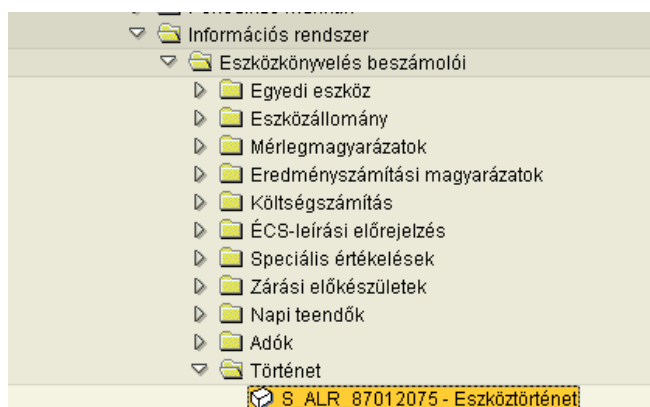 Információs rendszer
Eszközkönyvelés beszámolói
Egyedi eszköz
Eszközállomány
Mérlegmagyarázatok
Eredményszámítási magyarázatok
Költségszámítás
ÉCS-leírási előrejelzés
Speciális értékelések
Zárási előkészületek
Napi teendők
Adók
Történet
S_ALR_87012075 - Eszköztörténet